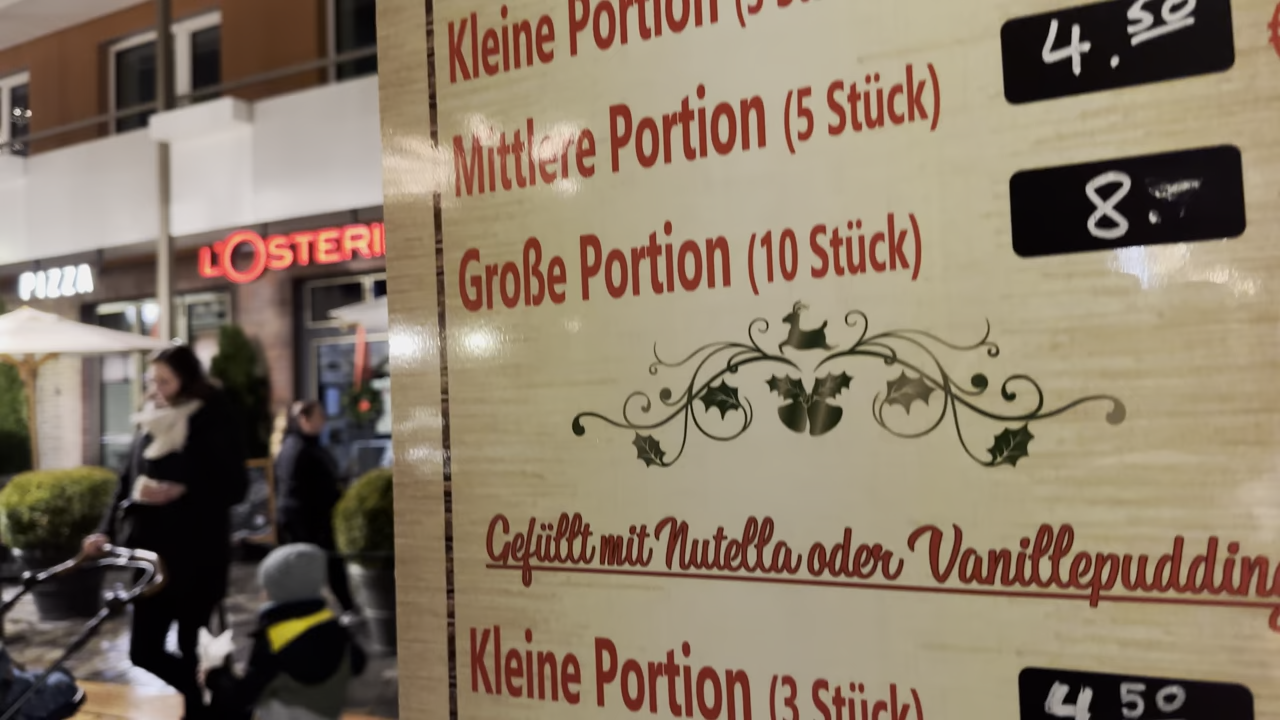 Kleine Portion
Mittlere Portion (5 Stück) 4.50
Große Portion (10 Stück) 8.-
PIZZA
L'OSTERI
Gefüllt mit Nutella oder Vanillepudding
Kleine Portion (3 Stück) 4 50